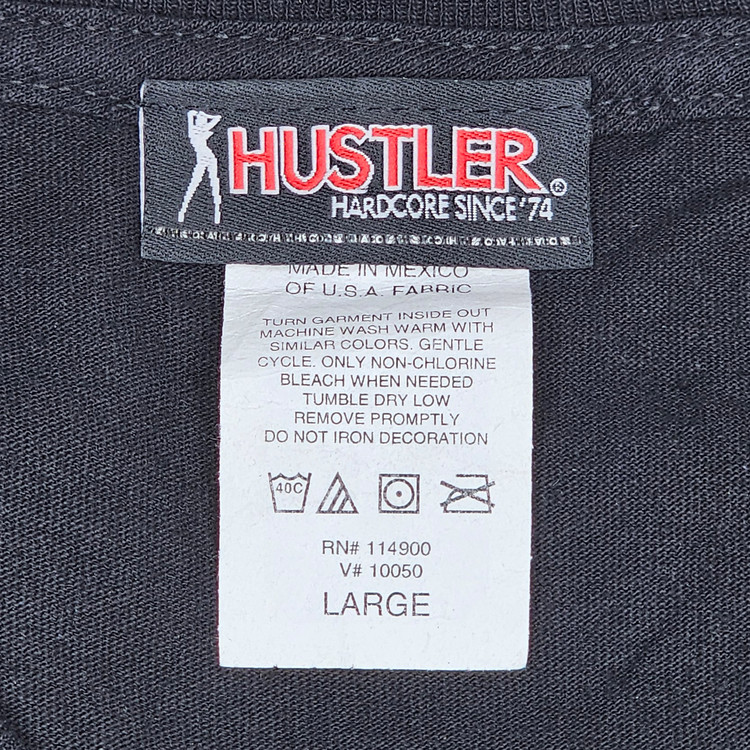 HUSTLER®
HARDCORE SINCE '74
MADE IN MEXICO
OF U.S.A. FABRIC
TURN GARMENT INSIDE OUT
MACHINE WASH WARM WITH
SIMILAR COLORS. GENTLE
CYCLE. ONLY NON-CHLORINE
BLEACH WHEN NEEDED
TUMBLE DRY LOW
REMOVE PROMPTLY
DO NOT IRON DECORATION
40C
RN# 114900
V# 10050
LARGE